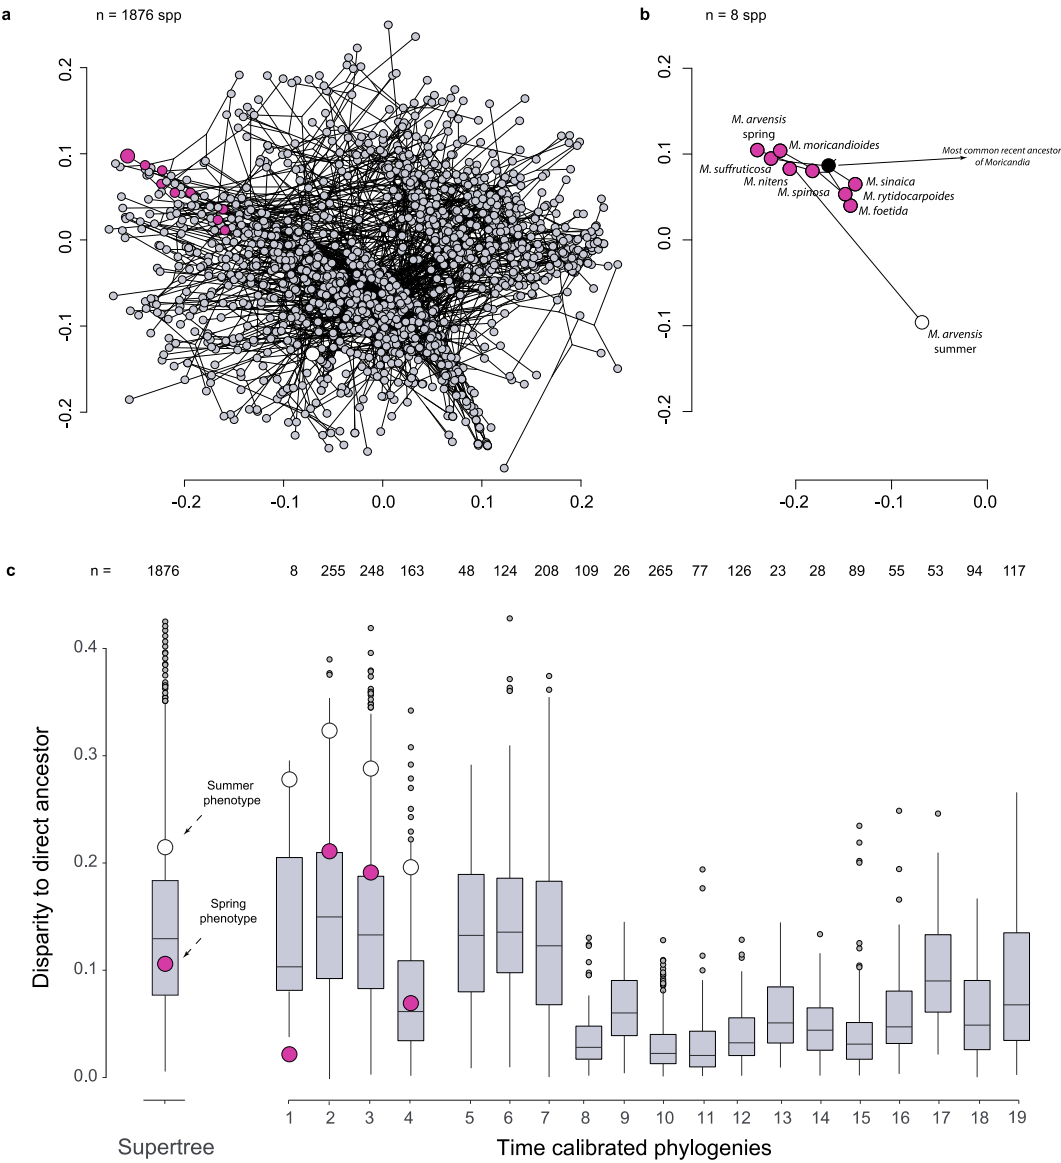 a
n = 1876 spp
0.2
0.1
0.0
-0.1
-0.2
-0.2
-0.1
0.0
0.1
0.2
b
n = 8 spp
0.2
0.1
0.0
-0.1
-0.2
M. arvensis
spring
M. moricandioides
Most common recent ancestor
of Moricandia
M. suffruticosa
M. nitens
M. spinosa
M. sinaica
M. rytidocarpoides
M. foetida
M. arvensis
summer
-0.2
-0.1
0.0
c
n =
1876
8
255
248
163
48
124
208
109
26
265
77
126
23
28
89
55
53
94
117
Disparity to direct ancestor
0.4
0.3
0.2
0.1
0.0
Summer
phenotype
Spring
phenotype
1
2
3
4
5
6
7
8
9
10
11
12
13
14
15
16
17
18
19
Supertree
Time calibrated phylogenies